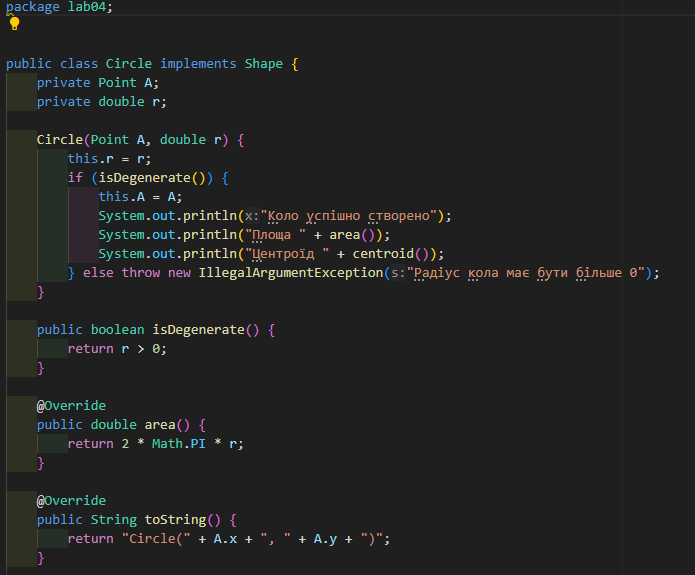 package lab04;
public class Circle implements Shape {
private Point A;
private double r;
Circle(Point A, double r) {
this.r = r;
if (isDegenerate()) {
this.A = A;
System.out.println(x:"Коло успішно створено");
System.out.println("Площа " + area());
System.out.println("Центроїд " + centroid());
} else throw new IllegalArgumentException(s:"Радіус кола має бути більше 0");
}
public boolean isDegenerate() {
return r > 0;
}
@Override
public double area() {
return 2 * Math.PI * r;
}
@Override
public String toString() {
return "Circle(" + A.x + ", " + A.y + ")";
}